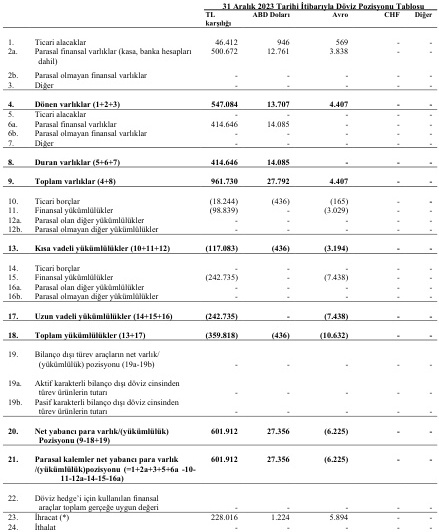 31 Aralık 2023 Tarihi İtibarıyla Döviz Pozisyonu Tablosu
TL karşılığı ABD Doları Avro CHF Diğer
1. Ticari alacaklar 46.412 946 569 - -
2a. Parasal finansal varlıklar (kasa, banka hesapları dahil) 500.672 12.761 3.838 - -
2b. Parasal olmayan finansal varlıklar - - - - -
3. Diğer - - - - -
4. Dönen varlıklar (1+2+3) 547.084 13.707 4.407 - -
5. Ticari alacaklar - - - - -
6a. Parasal finansal varlıklar 414.646 14.085 - - -
6b. Parasal olmayan finansal varlıklar - - - - -
7. Diğer - - - - -
8. Duran varlıklar (5+6+7) 414.646 14.085 - - -
9. Toplam varlıklar (4+8) 961.730 27.792 4.407 - -
10. Ticari borçlar (18.244) (436) (165) - -
11. Finansal yükümlülükler (98.839) - (3.029) - -
12a. Parasal olan diğer yükümlülükler - - - - -
12b. Parasal olmayan diğer yükümlülükler - - - - -
13. Kısa vadeli yükümlülükler (10+11+12) (117.083) (436) (3.194) - -
14. Ticari borçlar - - - - -
15. Finansal yükümlülükler (242.735) - (7.438) - -
16a. Parasal olan diğer yükümlülükler - - - - -
16b. Parasal olmayan diğer yükümlülükler - - - - -
17. Uzun vadeli yükümlülükler (14+15+16) (242.735) - (7.438) - -
18. Toplam yükümlülükler (13+17) (359.818) (436) (10.632) - -
19. Bilanço dışı türev araçların net varlık/
(yükümlülük) pozisyonu (19a-19b) - - - - -
19a. Aktif karakterli bilanço dışı döviz cinsinden
türev ürünlerin tutarı - - - - -
19b. Pasif karakterli bilanço dışı döviz cinsinden
türev ürünlerin tutarı - - - - -
20. Net yabancı para varlık/(yükümlülük) 601.912 27.356 (6.225) - -
Pozisyonu (9-18+19)
21. Parasal kalemler net yabancı para varlık 601.912 27.356 (6.225) - -
/(yükümlülük)pozisyonu (=1+2a+3+5+6a -10-
11-12a-14-15-16a)
22. Döviz hedge'i için kullanılan finansal
araçlar toplam gerçeğe uygun değeri - - - - -
23. İhracat (*) 228.016 1.224 5.894 - -
24. İthalat - - - - -